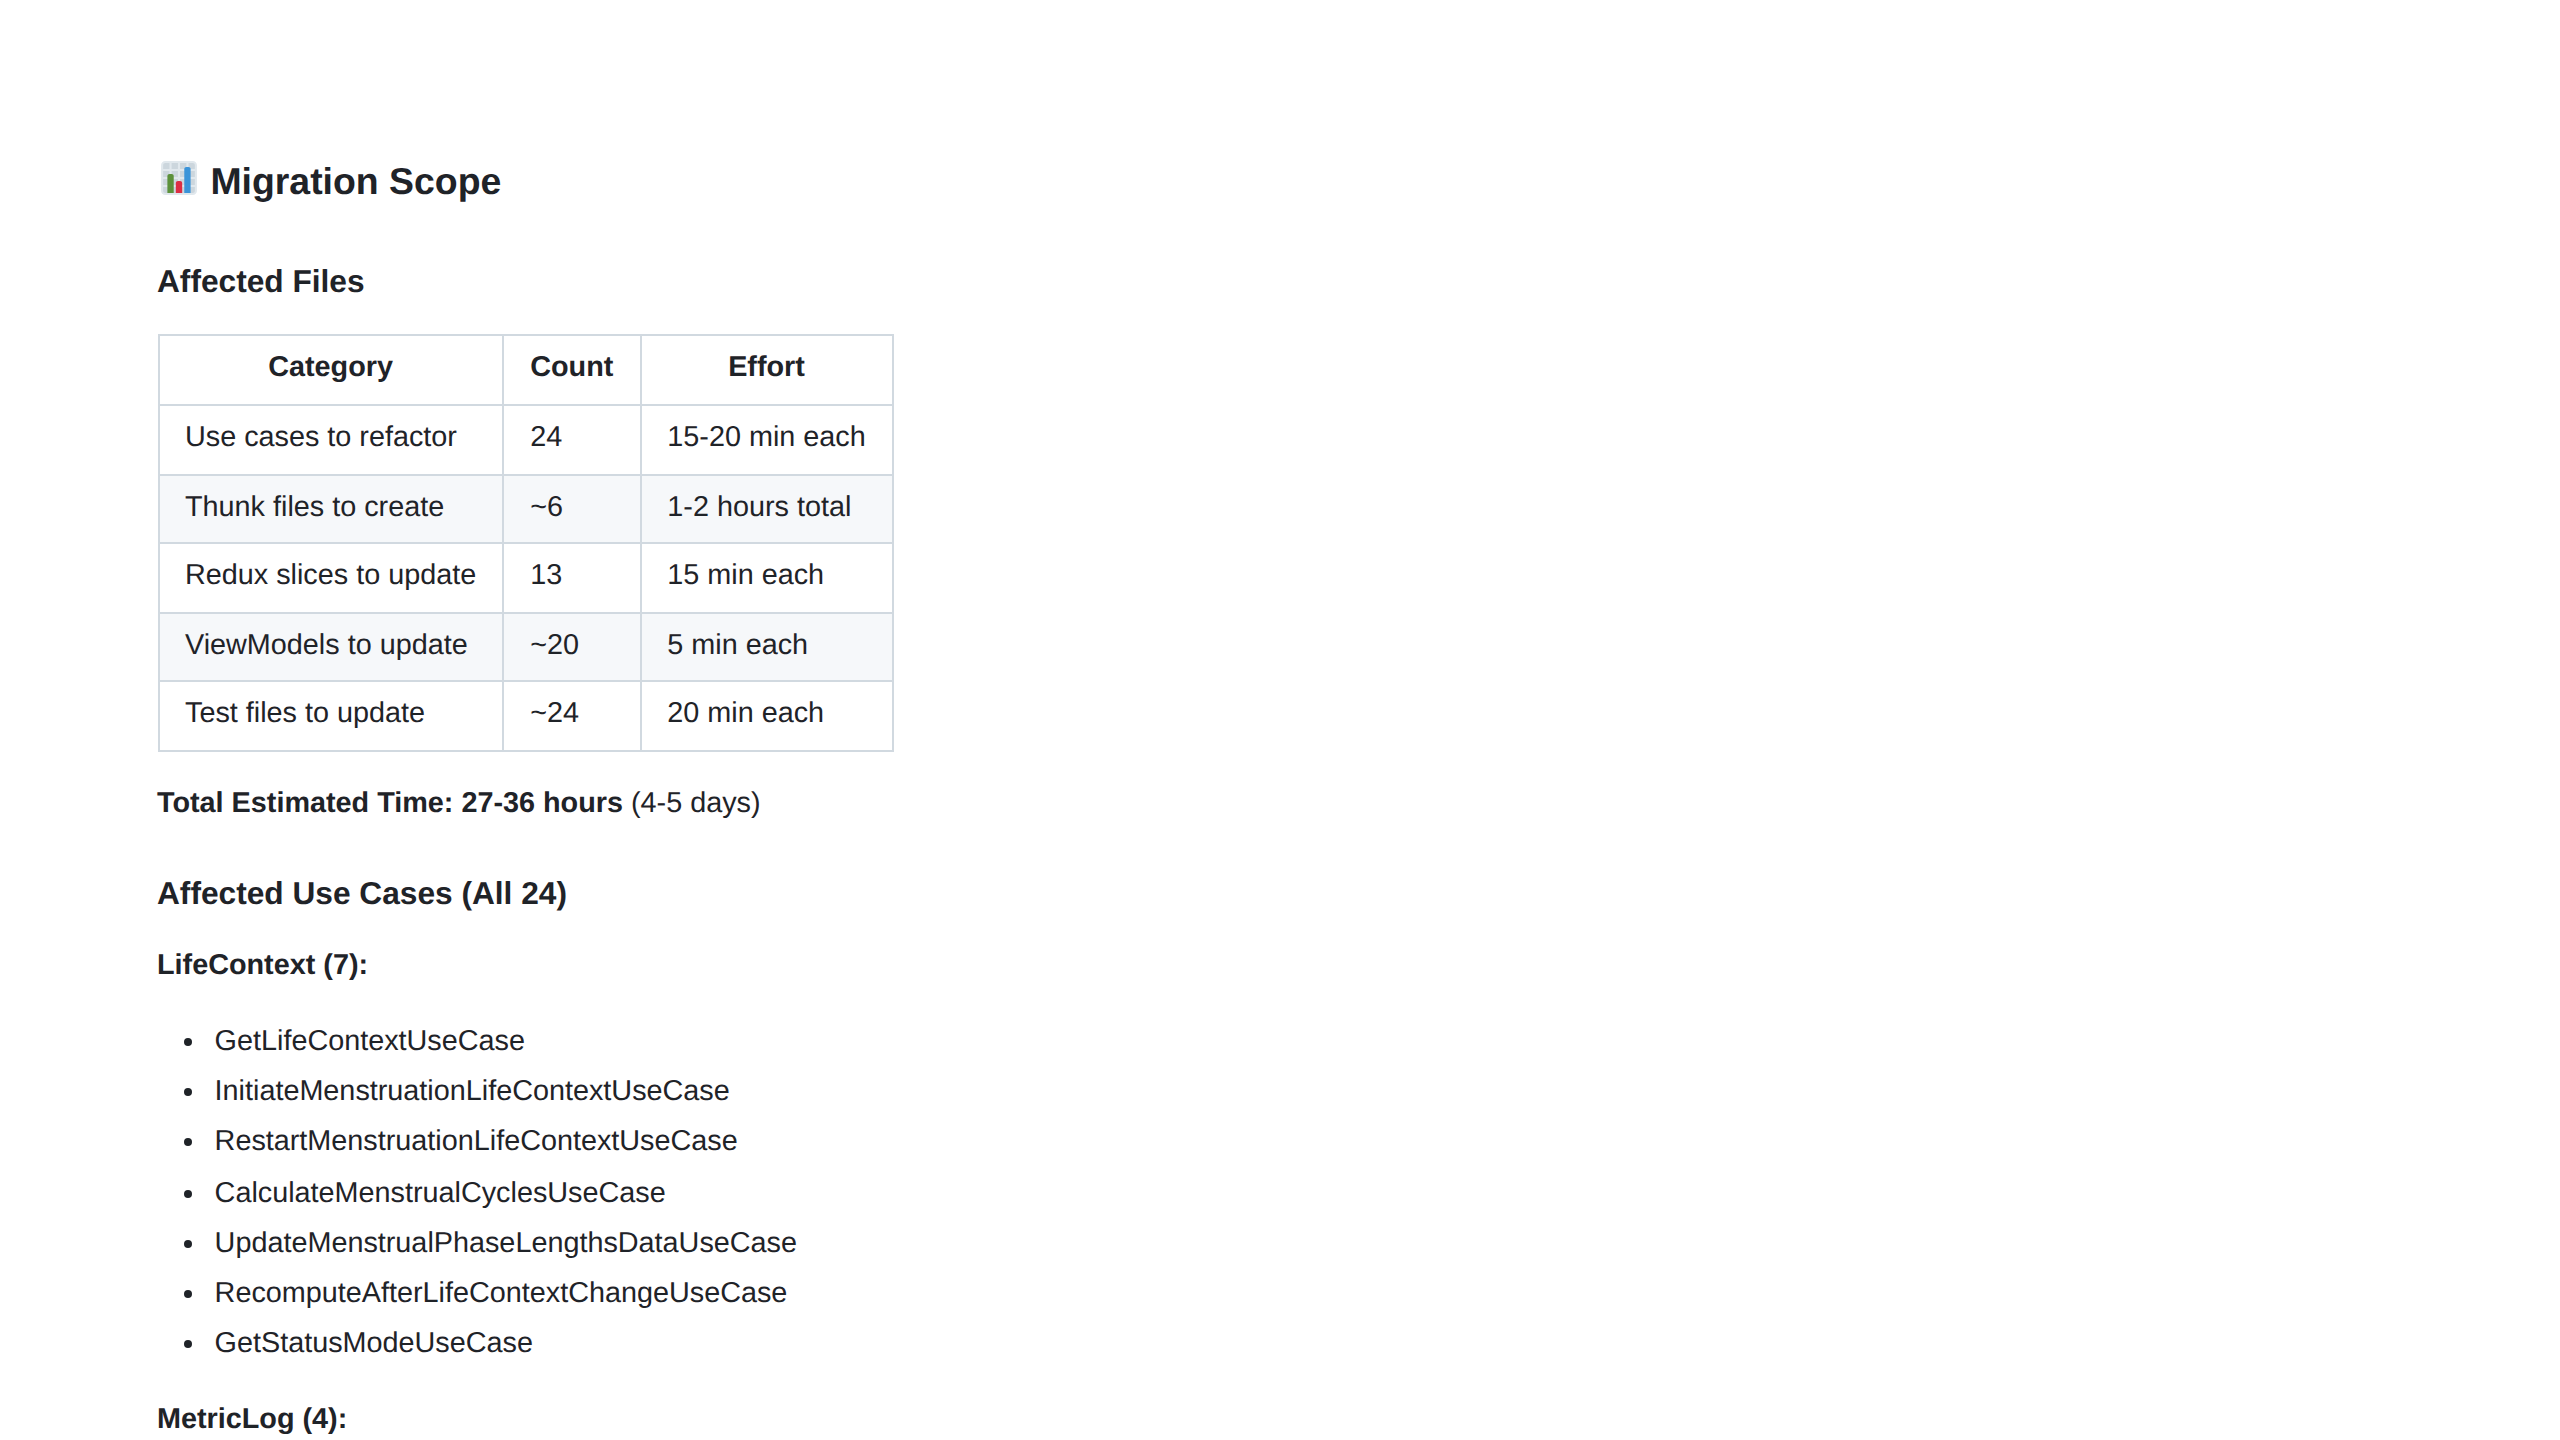 📊 Migration Scope
Affected Files
Category Count Effort
Use cases to refactor 24 15-20 min each
Thunk files to create ~6 1-2 hours total
Redux slices to update 13 15 min each
ViewModels to update ~20 5 min each
Test files to update ~24 20 min each
Total Estimated Time: 27-36 hours (4-5 days)
Affected Use Cases (All 24)
LifeContext (7):
• GetLifeContextUseCase
• InitiateMenstruationLifeContextUseCase
• RestartMenstruationLifeContextUseCase
• CalculateMenstrualCyclesUseCase
• UpdateMenstrualPhaseLengthsDataUseCase
• RecomputeAfterLifeContextChangeUseCase
• GetStatusModeUseCase
MetricLog (4):